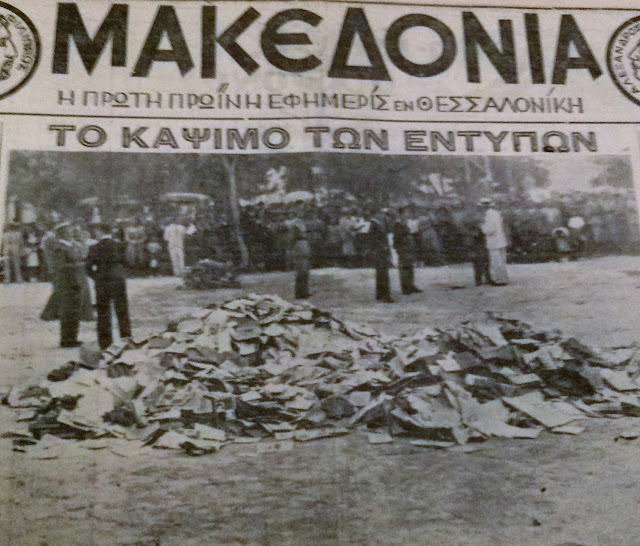 ΜΑΚΕΔΟΝΙΑ
Η ΠΡΩΤΗ ΠΡΩΪΝΗ ΕΦΗΜΕΡΙΣ ΕΝ ΘΕΣΣΑΛΟΝΙΚΗ
ΤΟ ΚΑΨΙΜΟ ΤΩΝ ΕΝΤΥΠΩΝ